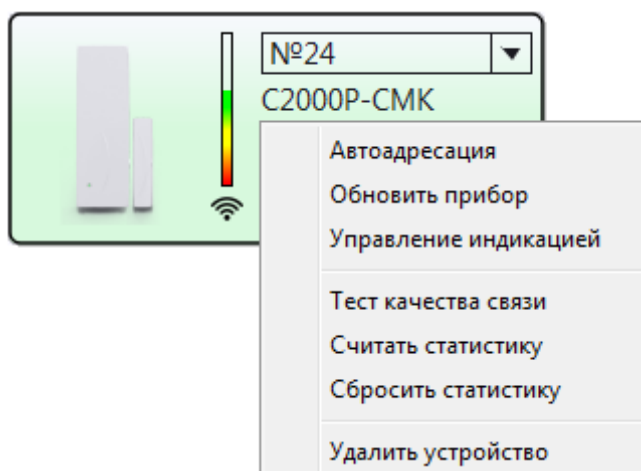 №24
С2000Р-СМК
Автоадресация
Обновить прибор
Управление индикацией
Тест качества связи
Считать статистику
Сбросить статистику
Удалить устройство